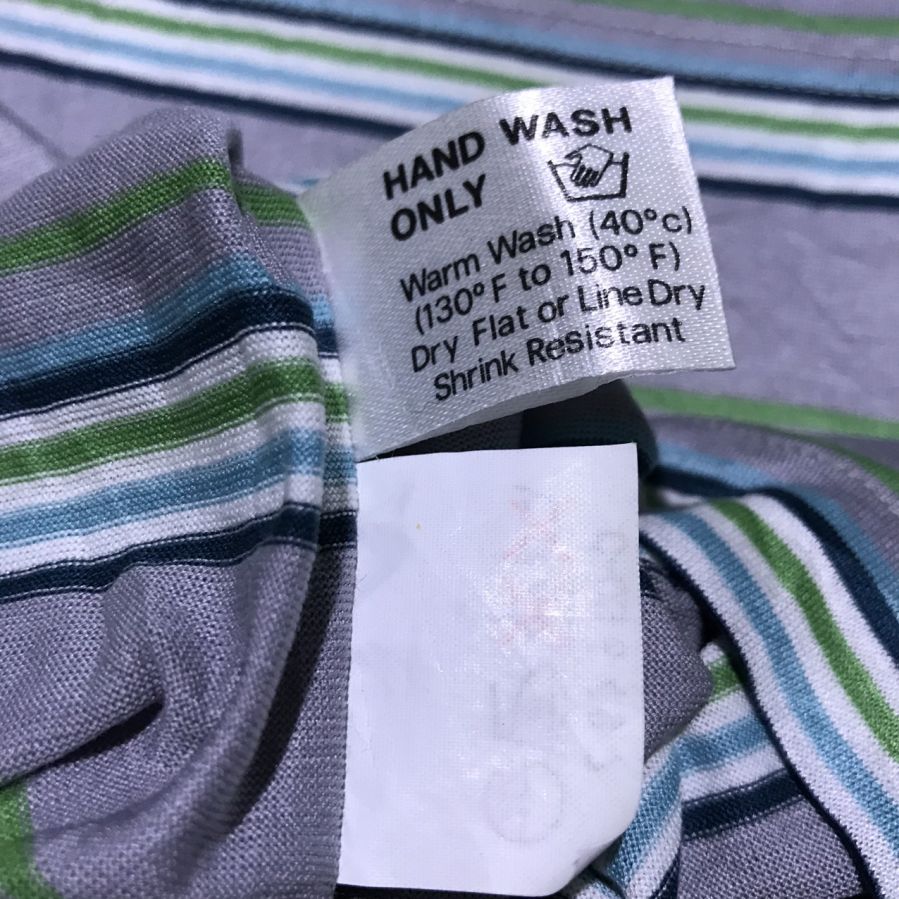 HAND WASH
ONLY
Warm Wash (40°c)
(130°F to 150° F)
Dry Flat or Line Dry
Shrink Resistant